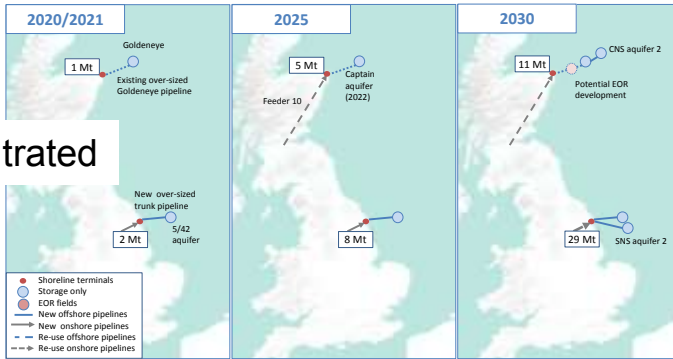 2020/2021
Goldeneye
1 Mt
Existing over-sized
Goldeneye pipeline
trated
New over-sized
trunk pipeline
5/42
aquifer
2 Mt
Shoreline terminals
Storage only
EOR fields
New offshore pipelines
New onshore pipelines
Re-use offshore pipelines
Re-use onshore pipelines
2025
5 Mt
Captain
aquifer
(2022)
Feeder 10
8 Mt
2030
CNS aquifer 2
11 Mt
Potential EOR
development
29 Mt
SNS aquifer 2